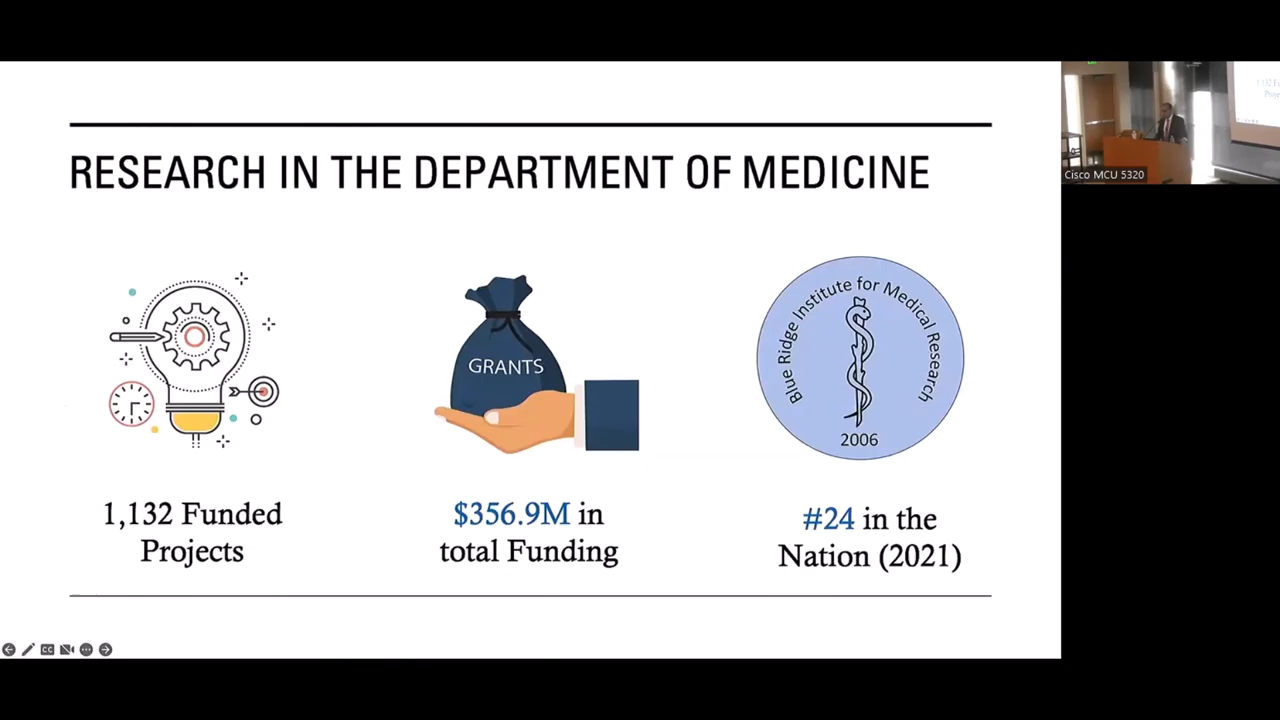 RESEARCH IN THE DEPARTMENT OF MEDICINE
GRANTS
Blue Ridge Institute for Medical Research
2006
1,132 Funded
Projects
$356.9M in
total Funding
#24 in the
Nation (2021)
CC
Cisco MCU 5320